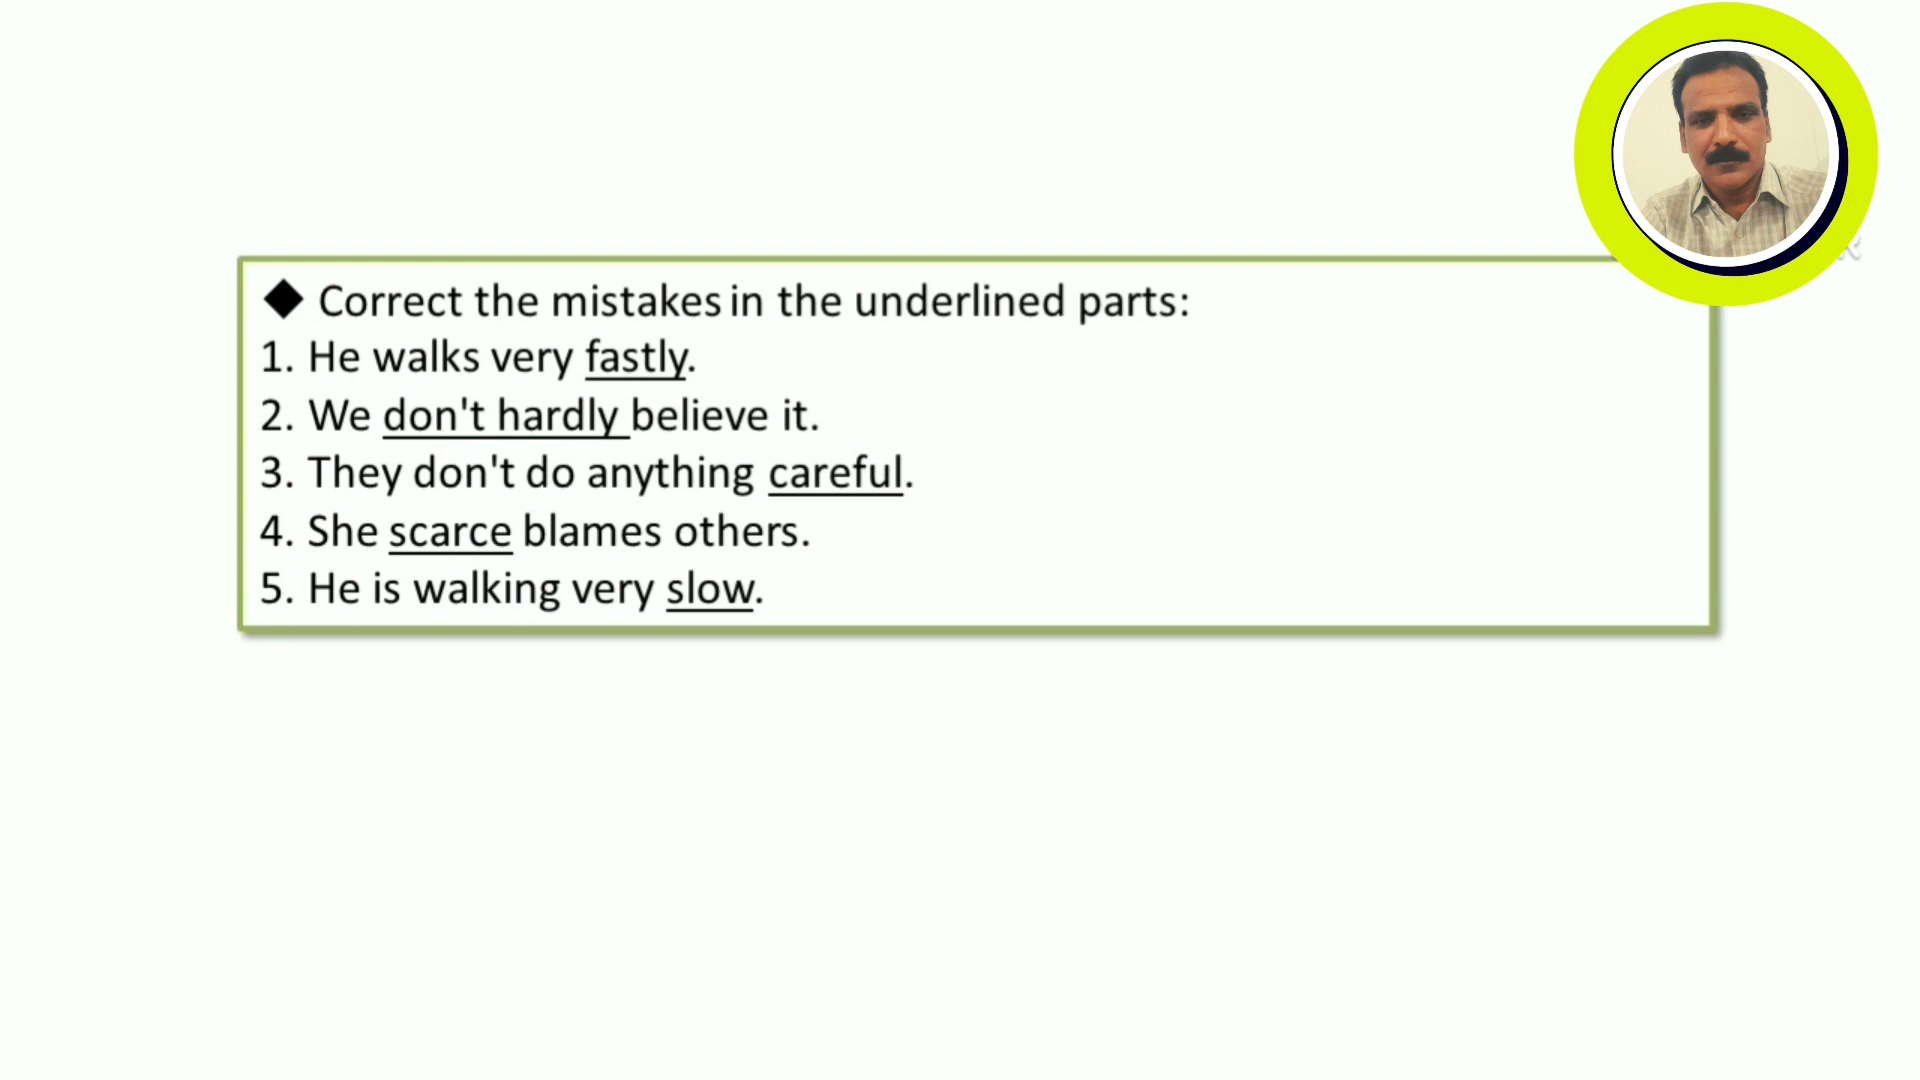 ◆ Correct the mistakes in the underlined parts:
1. He walks very fastly.
2. We don't hardly believe it.
3. They don't do anything careful.
4. She scarce blames others.
5. He is walking very slow.